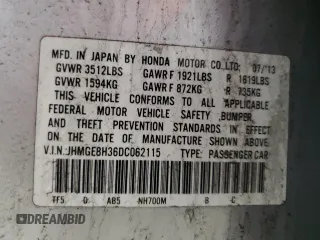 MFD. IN JAPAN BY HONDA MOTOR CO.,LTD. 07/13
GVWR 3512LBS GAWR F 1921LBS R 1619LBS
GVWR 1594KG GAWR F 872KG R 735KG
THIS VEHICLE CONFORMS TO ALL APPLICABLE
FEDERAL MOTOR VEHICLE SAFETY ,BUMPER,
AND THEFT PREVENTION STANDARDS IN EFFECT
ON THE DATE OF MANUFACTURE SHOWN ABOVE.
V.I.N.:JHMGE8H36DC062115 TYPE: PASSENGER CAR
TF5 D AB5 NH700M B C
DREAMBID